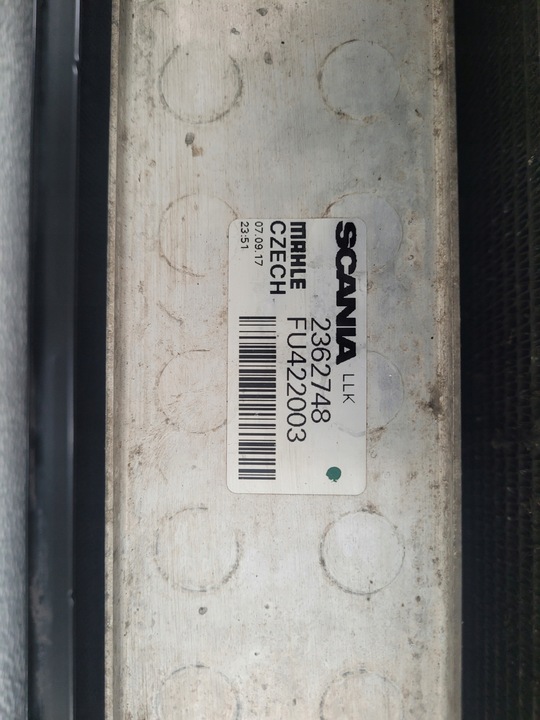 SCANIA LLK
2362748
MAHLE FU422003
CZECH
07.09.17
23:51